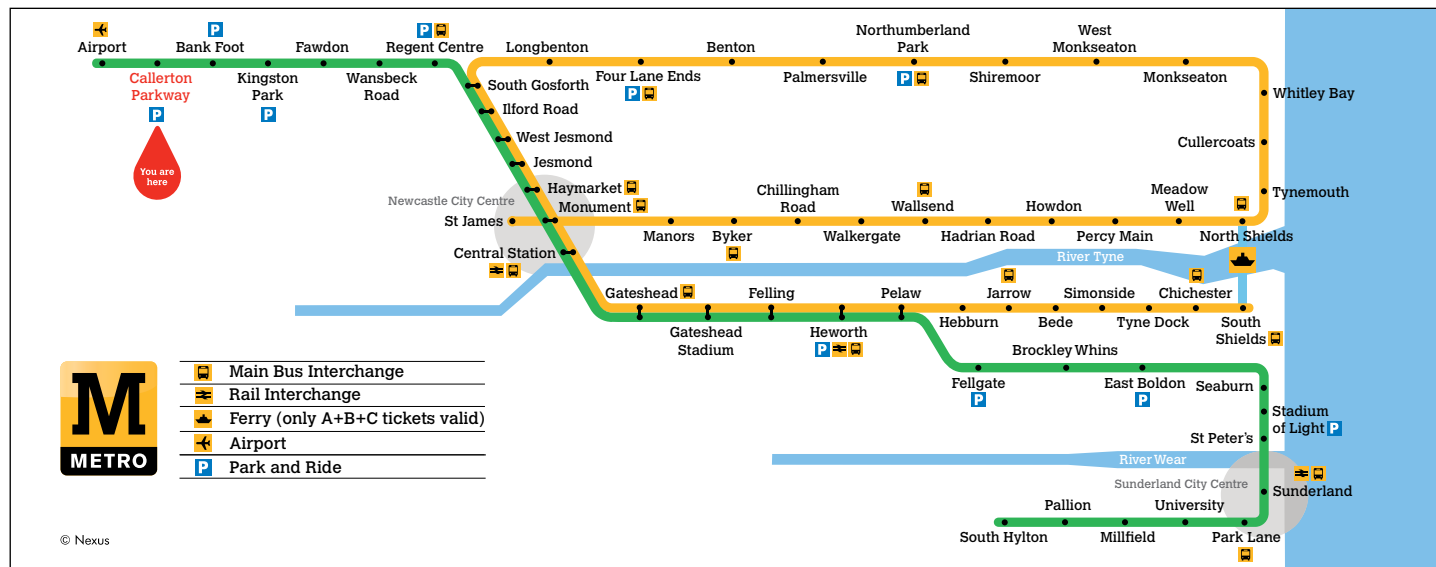 Airport
Bank Foot
Fawdon
Regent Centre
Callerton
Parkway
Kingston
Park
Wansbeck
Road
You are
here
Longbenton
Benton
Northumberland
Park
West
Monkseaton
Four Lane Ends
Palmersville
Shiremoor
Monkseaton
South Gosforth
Ilford Road
West Jesmond
Jesmond
Haymarket
Newcastle City Centre
Monument
St James
Central Station
Whitley Bay
Cullercoats
Tynemouth
Chillingham
Road
Wallsend
Howdon
Meadow
Well
Manors
Byker
Walkergate
Hadrian Road
Percy Main
North Shields
River Tyne
Gateshead
Felling
Pelaw
Jarrow
Simonside
Chichester
Gateshead
Stadium
Heworth
Hebburn
Bede
Tyne Dock
South
Shields
Brockley Whins
Fellgate
East Boldon
Seaburn
Stadium
of Light
St Peter's
River Wear
Sunderland City Centre
Sunderland
Pallion
University
South Hylton
Millfield
Park Lane
M
METRO
Main Bus Interchange
Rail Interchange
Ferry (only A+B+C tickets valid)
Airport
P Park and Ride
© Nexus